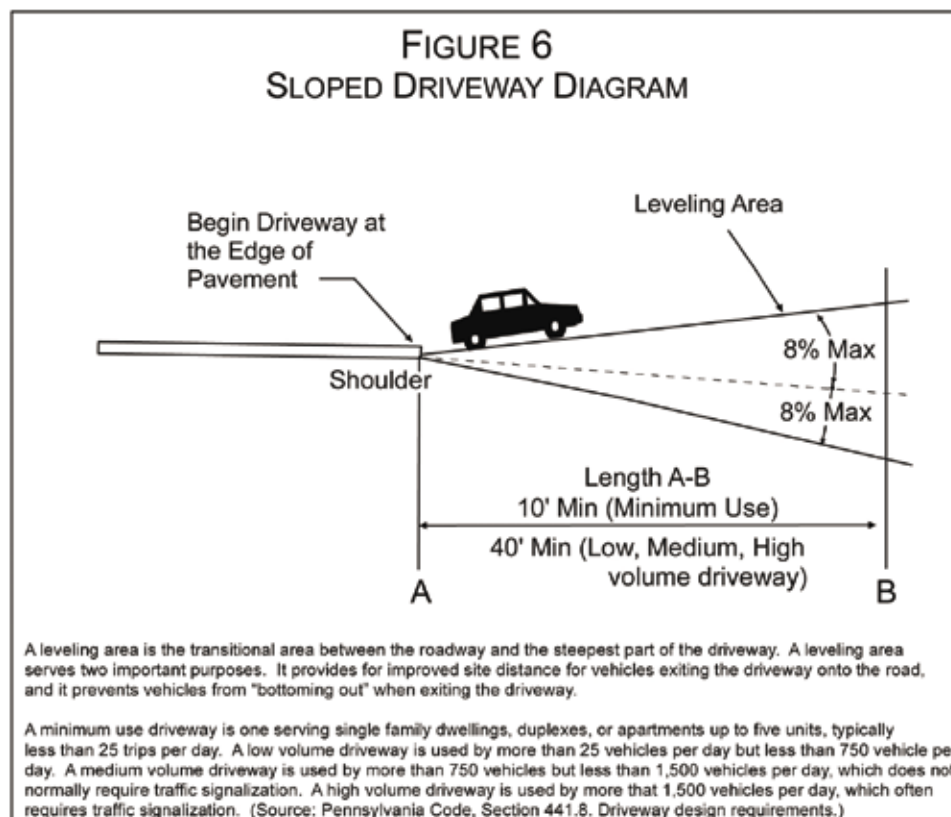 FIGURE 6
SLOPED DRIVEWAY DIAGRAM
Leveling Area
Begin Driveway at
the Edge of
Pavement
8% Max
Shoulder
8% Max
Length A-B
10' Min (Minimum Use)
40' Min (Low, Medium, High
volume driveway)
A
B
A leveling area is the transitional area between the roadway and the steepest part of the driveway. A leveling area
serves two important purposes. It provides for improved site distance for vehicles exiting the driveway onto the road,
and it prevents vehicles from "bottoming out" when exiting the driveway.
A minimum use driveway is one serving single family dwellings, duplexes, or apartments up to five units, typically
less than 25 trips per day. A low volume driveway is used by more than 25 vehicles per day but less than 750 vehicle pe
day. A medium volume driveway is used by more than 750 vehicles but less than 1,500 vehicles per day, which does not
normally require traffic signalization. A high volume driveway is used by more that 1,500 vehicles per day, which often
requires traffic signalization. (Source: Pennsylvania Code, Section 441.8. Driveway design requirements.)